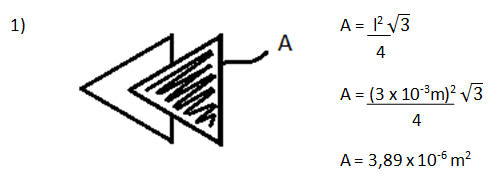 1)
A
A = l² √3
4
A = (3 x 10⁻³m)² √3
4
A = 3,89 x 10⁻⁶ m²